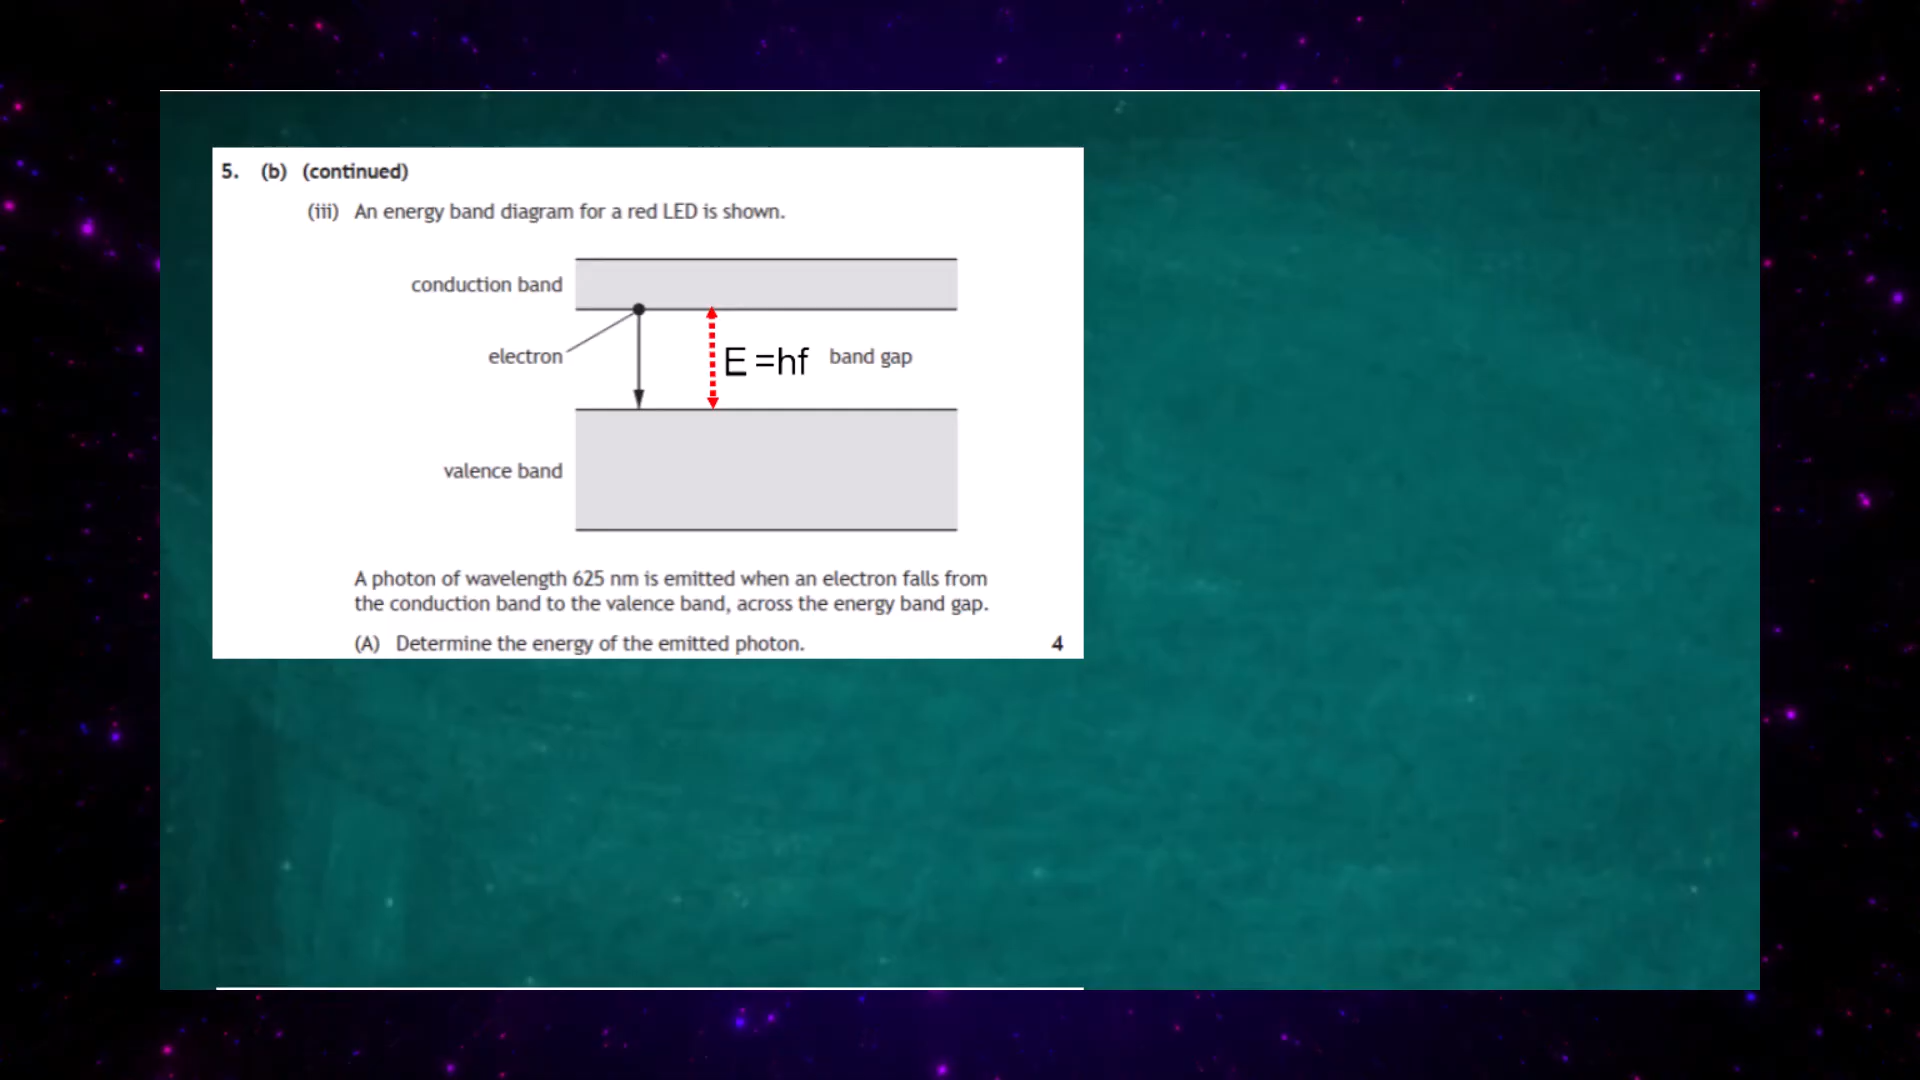 5. (b) (continued)
(iii) An energy band diagram for a red LED is shown.
conduction band
electron
E =hf
band gap
valence band
A photon of wavelength 625 nm is emitted when an electron falls from
the conduction band to the valence band, across the energy band gap.
(A) Determine the energy of the emitted photon. 4